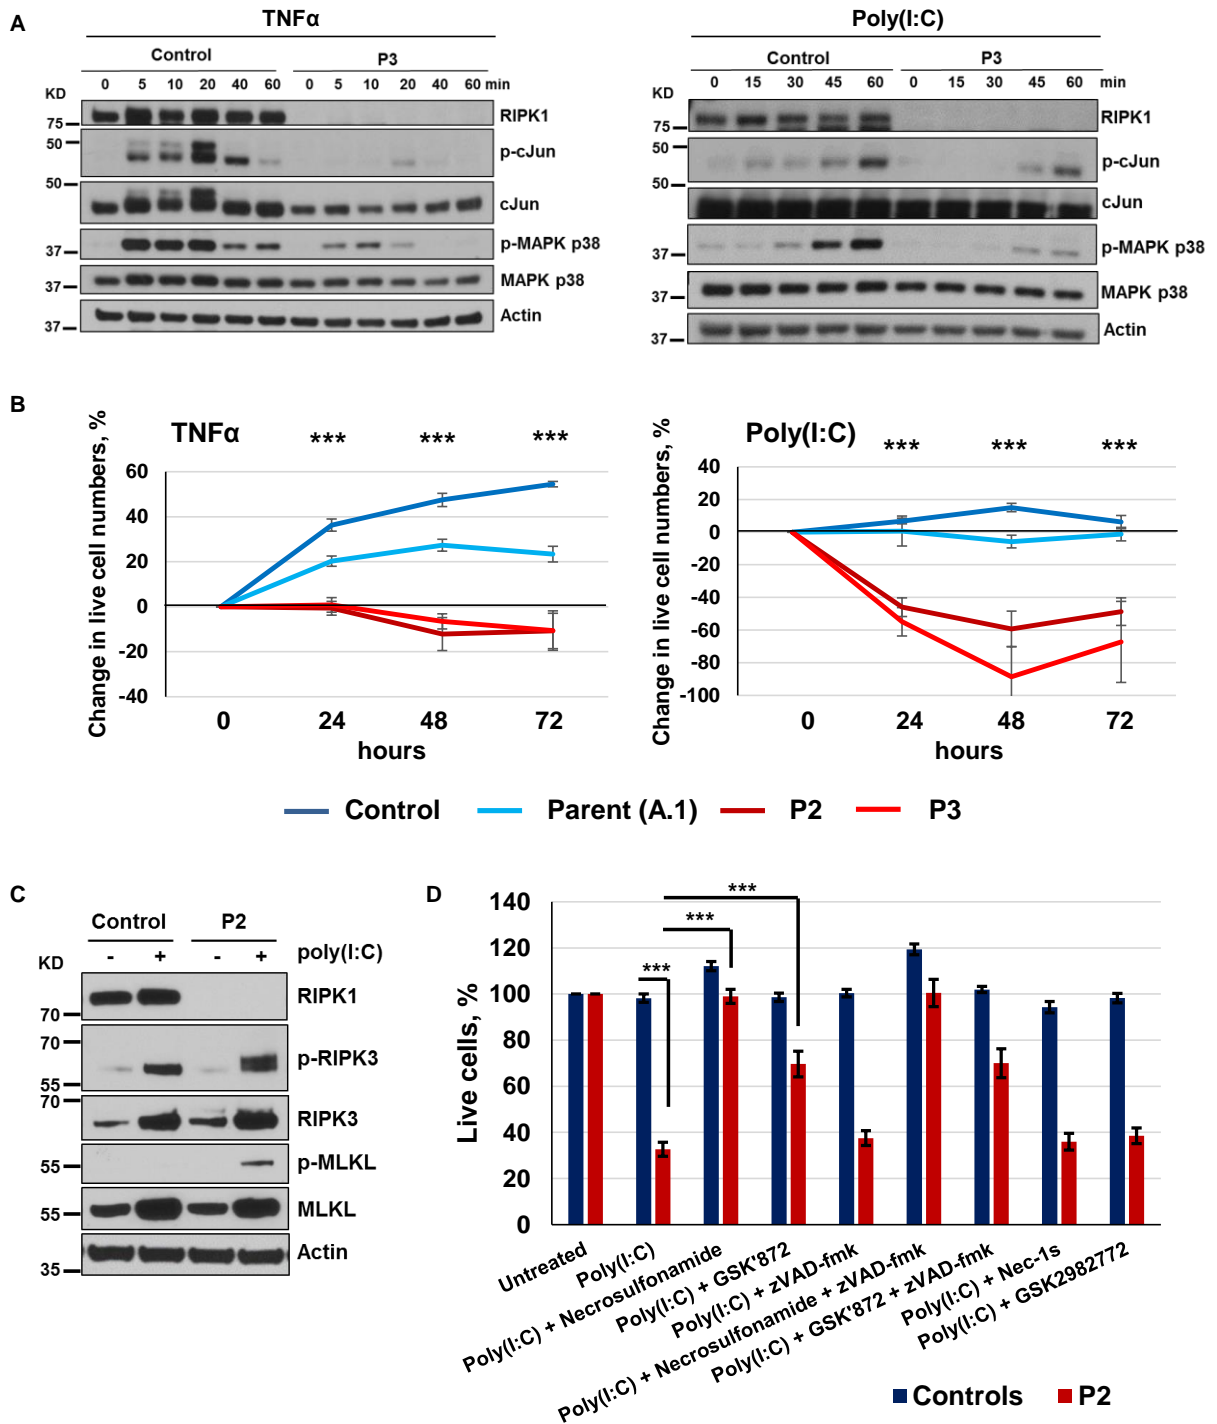 A
TNFα
Control P3
0 5 10 20 40 60 0 5 10 20 40 60 min
KD
75
RIPK1
50
p-cJun
50
cJun
37
p-MAPK p38
37
MAPK p38
37
Actin
Poly(I:C)
Control P3
0 15 30 45 60 0 15 30 45 60 min
KD
75
RIPK1
50
p-cJun
50
cJun
37
p-MAPK p38
37
MAPK p38
37
Actin
B
Change in live cell numbers, %
TNFα
*** *** ***
60
40
20
0
-20
-40
0 24 48 72
hours
Change in live cell numbers, %
Poly(I:C)
*** *** ***
40
20
0
-20
-40
-60
-80
-100
0 24 48 72
hours
Control Parent (A.1) P2 P3
C
Control P2
- + - + poly(I:C)
KD
RIPK1
70
70
p-RIPK3
55
70
RIPK3
p-MLKL
55
MLKL
55
Actin
35
D
Live cells, %
140
120
100
80
60
40
20
0
***
***
***
Untreated
Poly(I:C)
Poly(I:C) + Necrosulfonamide
Poly(I:C) + GSK'872
Poly(I:C) + zVAD-fmk
Poly(I:C) + Necrosulfonamide + zVAD-fmk
Poly(I:C) + GSK'872 + zVAD-fmk
Poly(I:C) + Nec-1s
Poly(I:C) + GSK2982772
Controls P2